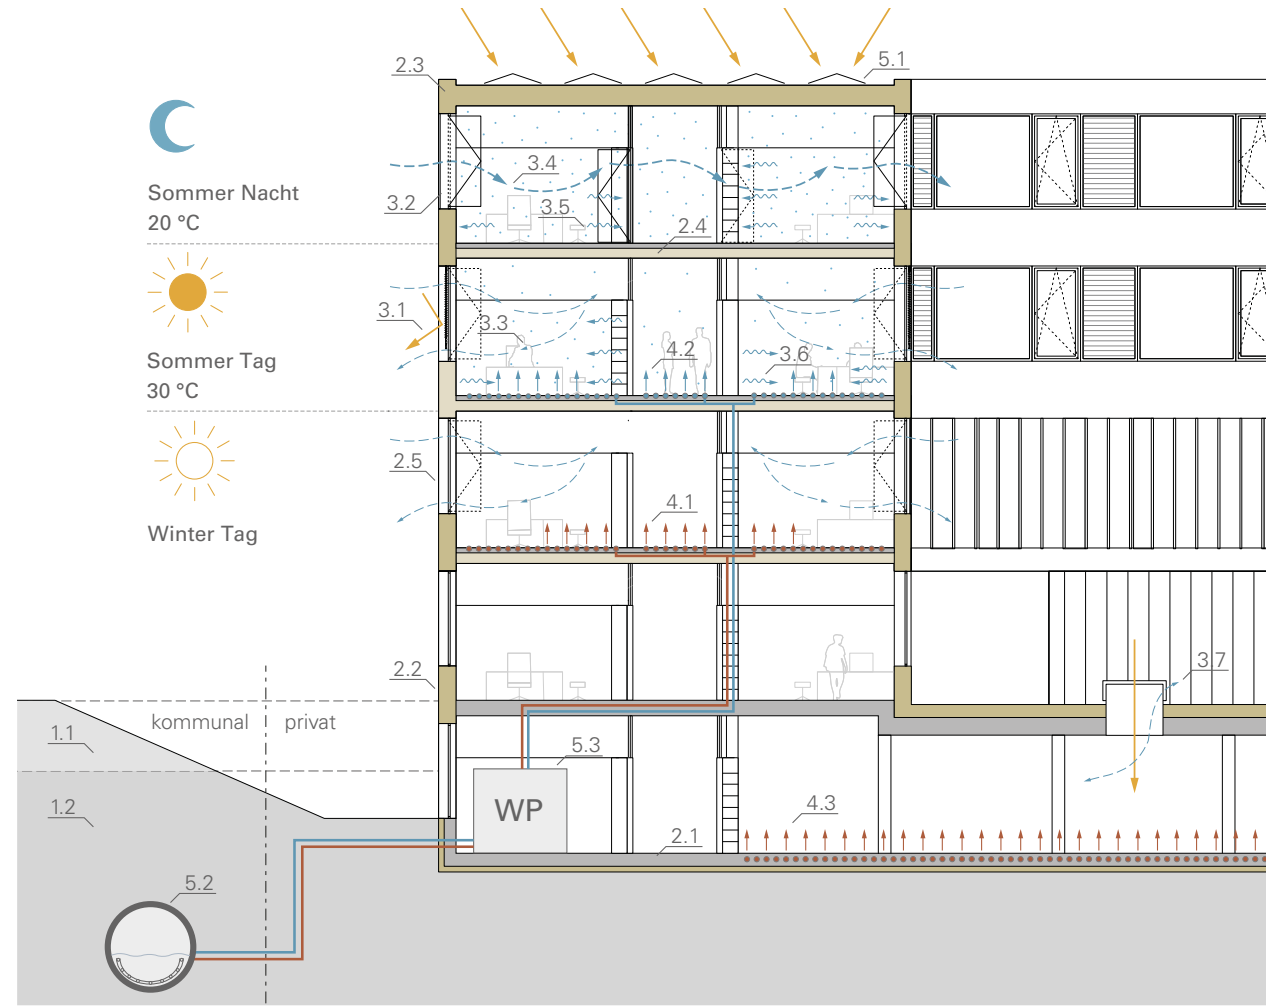 5.1
2.3
3.4
Sommer Nacht
20 °C
3.2
3.5
2.4
3.1
3.3
4.2
3.6
Sommer Tag
30 °C
2.5
4.1
Winter Tag
2.2
3.7
kommunal
privat
1.1
5.3
1.2
WP
4.3
2.1
5.2